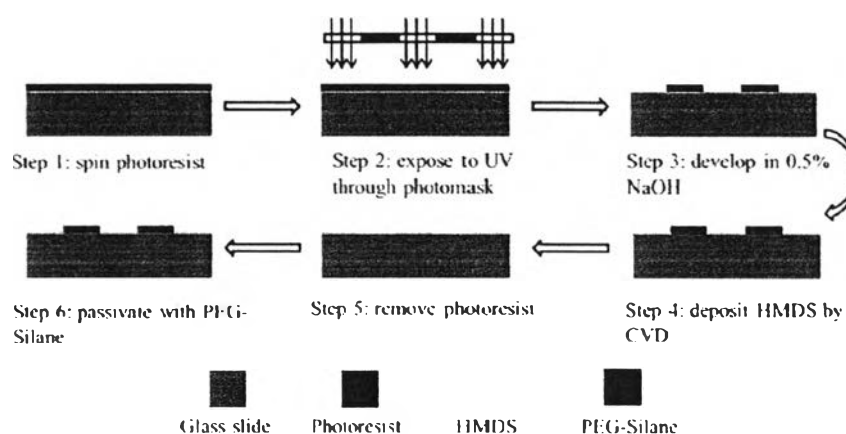 Step 1: spin photoresist
Step 2: expose to UV
through photomask
Step 3: develop in 0.5%
NaOH
Step 6: passivate with PEG-
Silane
Step 5: remove photoresist
Step 4: deposit HMDS by
CVD
Glass slide
Photoresist
HMDS
PEG-Silane